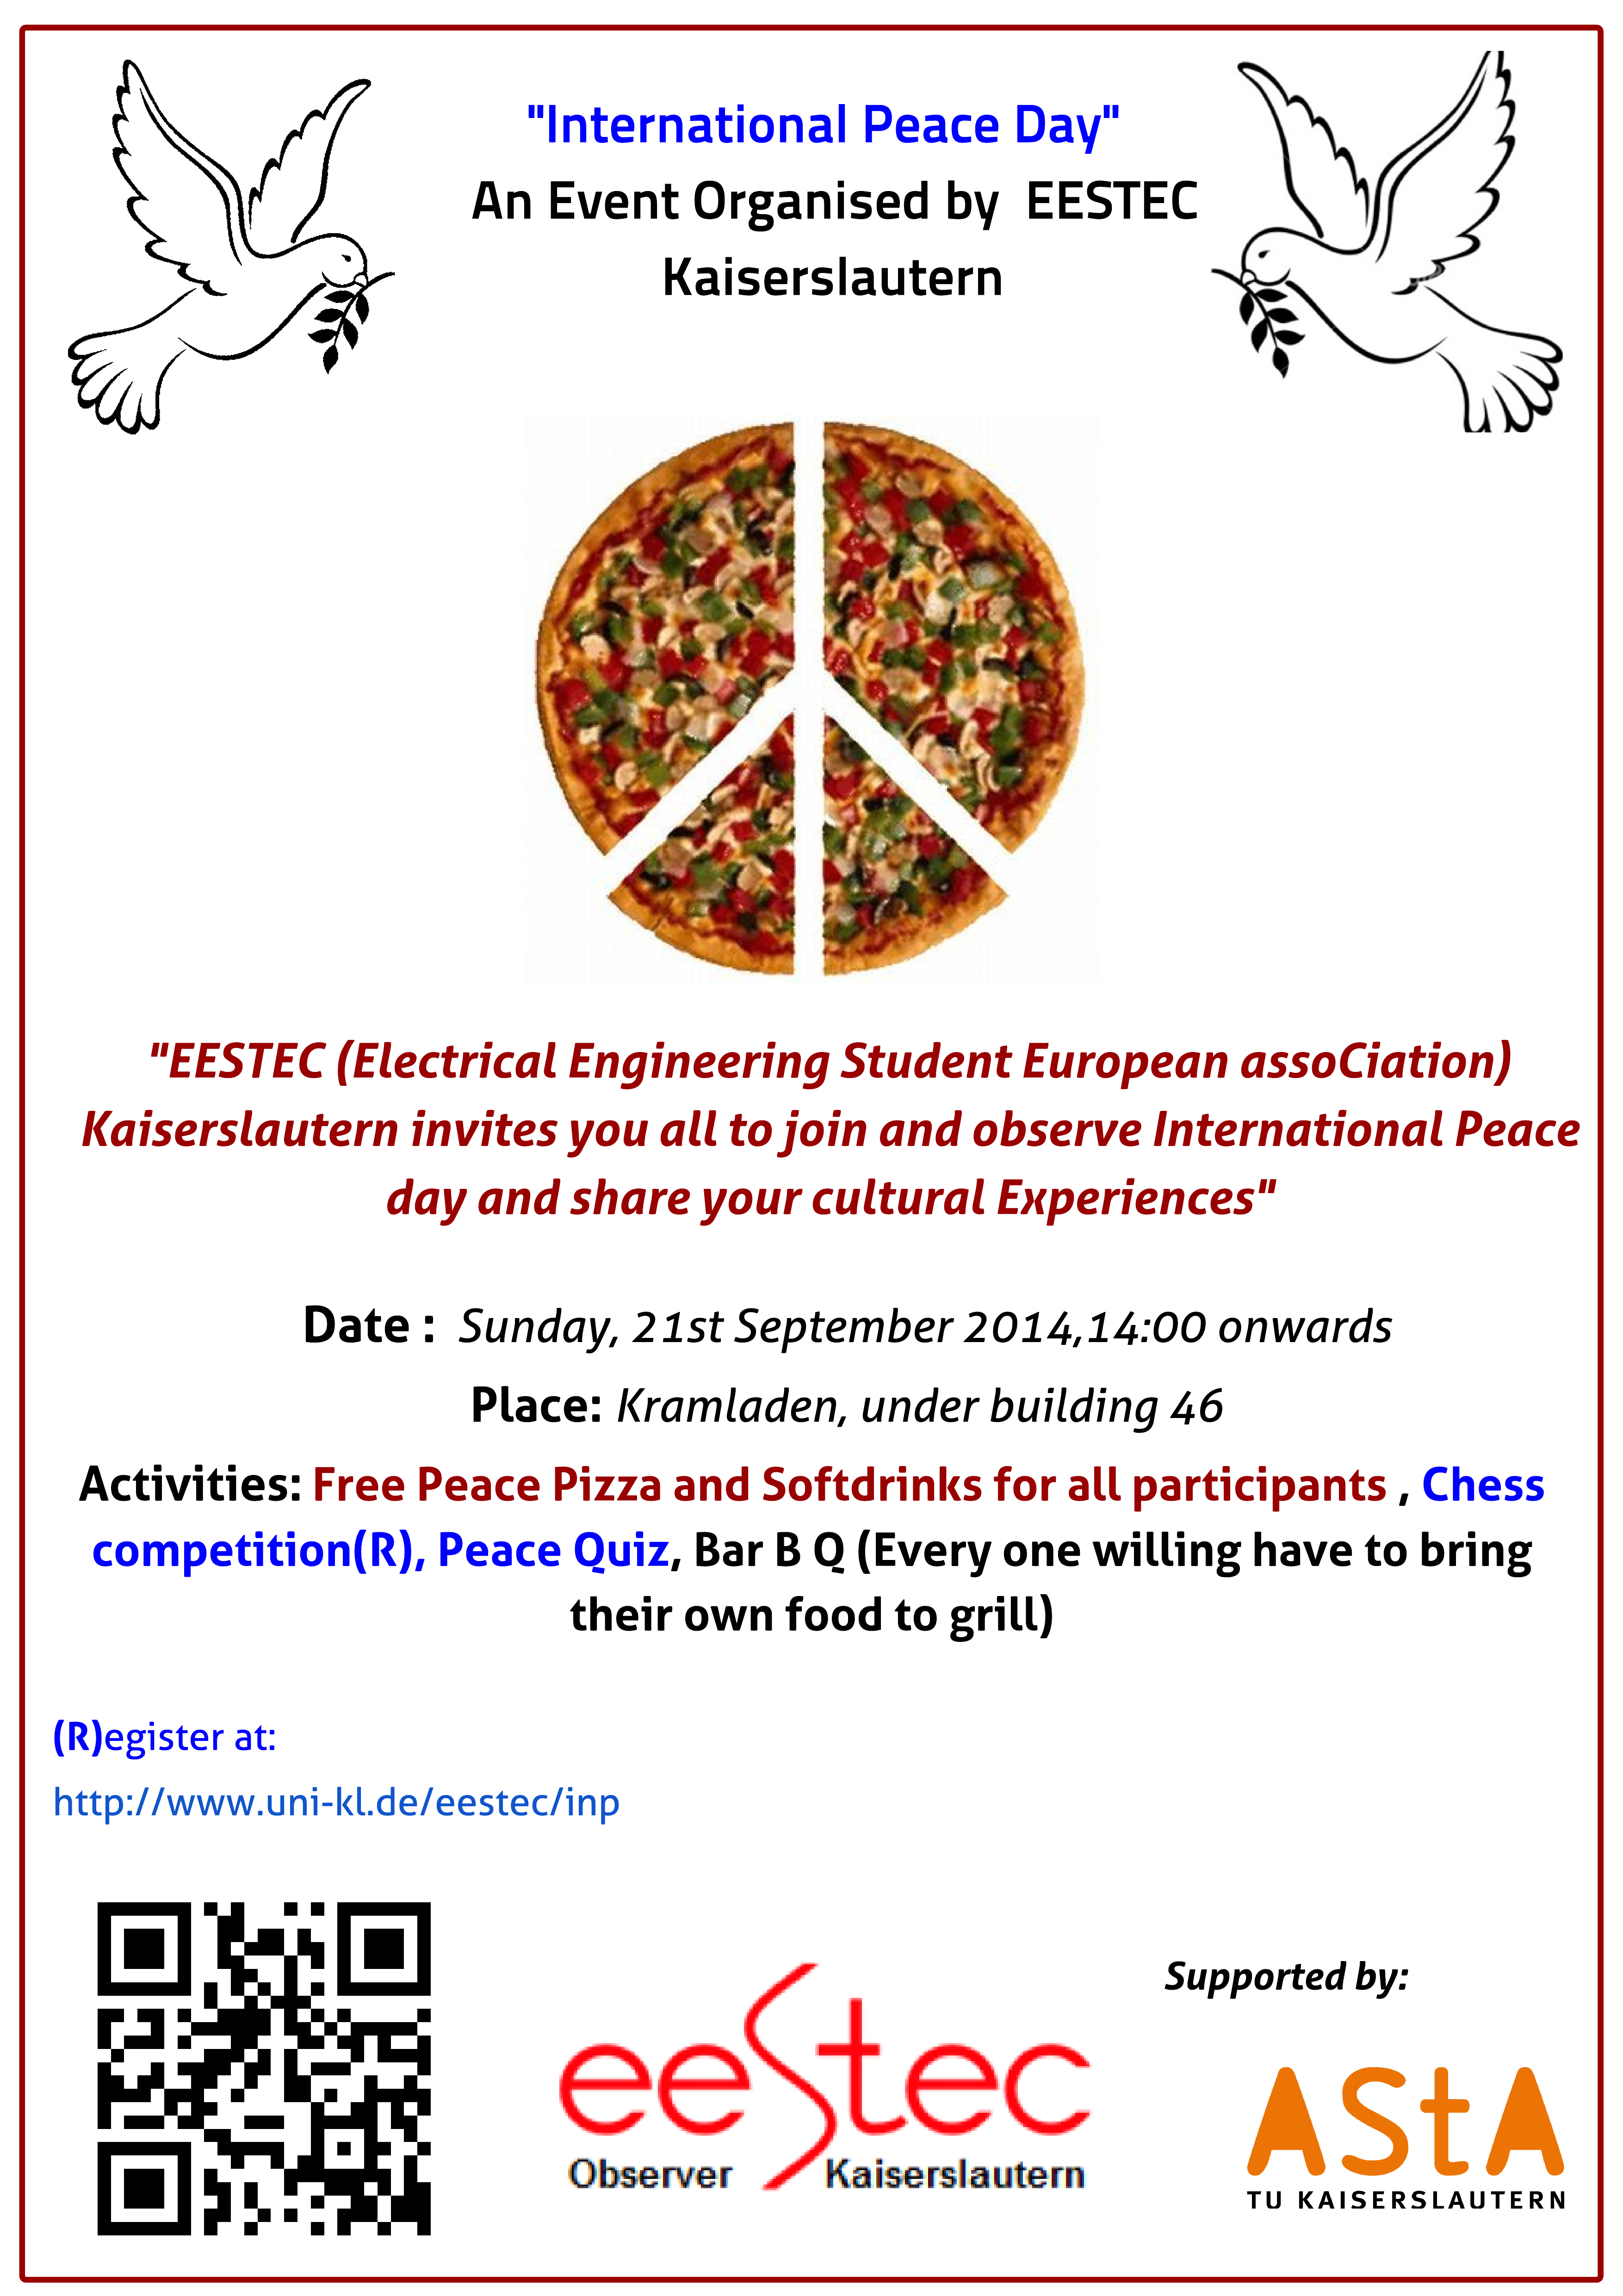 "International Peace Day"
An Event Organised by  EESTEC
Kaiserslautern
"EESTEC (Electrical Engineering Student European assoCiation)
Kaiserslautern invites you all to join and observe International Peace
day and share your cultural Experiences"
Date :  Sunday, 21st September 2014,14:00 onwards
Place: Kramladen, under building 46
Activities: Free Peace Pizza and Softdrinks for all participants , Chess
competition(R), Peace Quiz, Bar B Q (Every one willing have to bring
their own food to grill)
(R)egister at:
http://www.uni-kl.de/eestec/inp
eestec
Observer Kaiserslautern
Supported by:
AStA
TU KAISERSLAUTERN